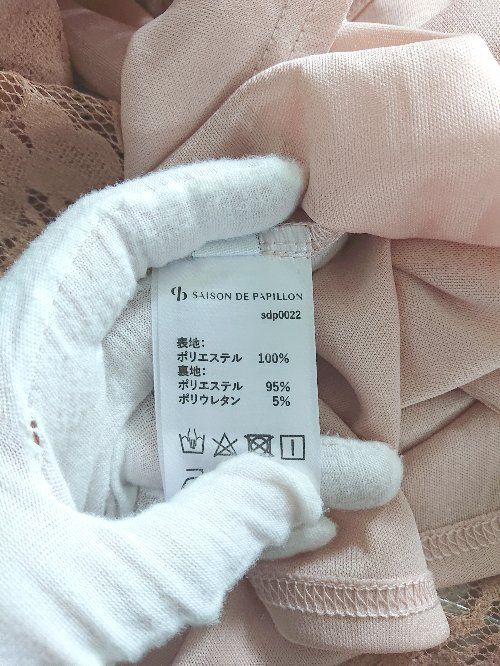 SAISON DE PAPILLON
sdp0022
表地:
ポリエステル 100%
裏地:
ポリエステル 95%
ポリウレタン 5%